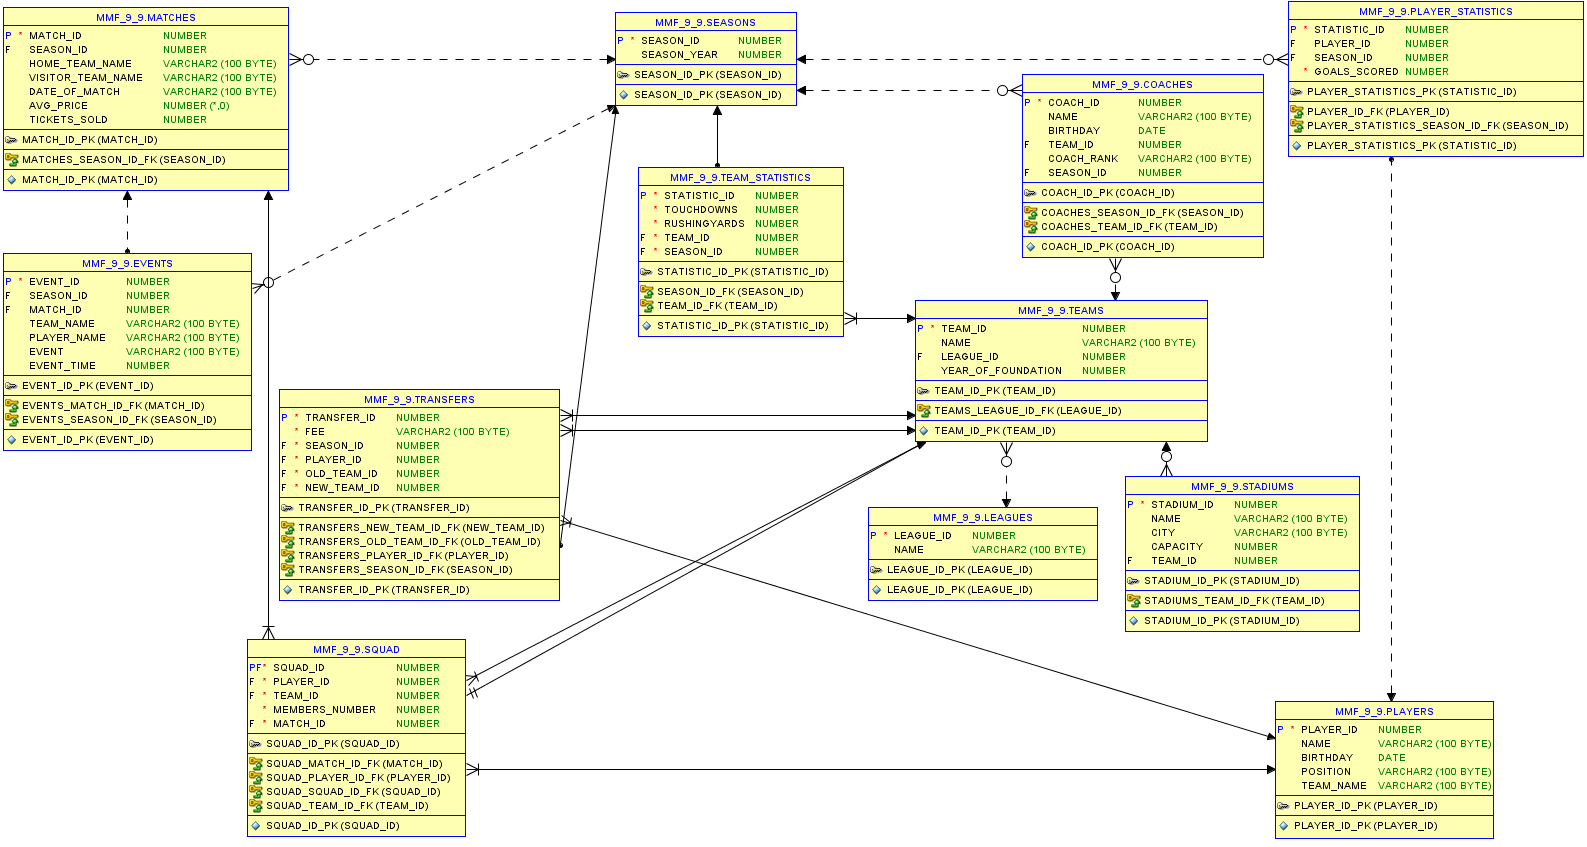 MMF_9_9.MATCHES
P * MATCH_ID NUMBER
F SEASON_ID NUMBER
HOME_TEAM_NAME VARCHAR2 (100 BYTE)
VISITOR_TEAM_NAME VARCHAR2 (100 BYTE)
DATE_OF_MATCH VARCHAR2 (100 BYTE)
AVG_PRICE NUMBER (*,0)
TICKETS_SOLD NUMBER
MATCH_ID_PK (MATCH_ID)
MATCHES_SEASON_ID_FK (SEASON_ID)
MATCH_ID_PK (MATCH_ID)
MMF_9_9.SEASONS
P * SEASON_ID NUMBER
SEASON_YEAR NUMBER
SEASON_ID_PK (SEASON_ID)
SEASON_ID_PK (SEASON_ID)
MMF_9_9.PLAYER_STATISTICS
P * STATISTIC_ID NUMBER
F PLAYER_ID NUMBER
F SEASON_ID NUMBER
* GOALS_SCORED NUMBER
PLAYER_STATISTICS_PK (STATISTIC_ID)
PLAYER_ID_FK (PLAYER_ID)
PLAYER_STATISTICS_SEASON_ID_FK (SEASON_ID)
PLAYER_STATISTICS_PK (STATISTIC_ID)
MMF_9_9.COACHES
P * COACH_ID NUMBER
NAME VARCHAR2 (100 BYTE)
BIRTHDAY DATE
F TEAM_ID NUMBER
COACH_RANK VARCHAR2 (100 BYTE)
F SEASON_ID NUMBER
COACH_ID_PK (COACH_ID)
COACHES_SEASON_ID_FK (SEASON_ID)
COACHES_TEAM_ID_FK (TEAM_ID)
COACH_ID_PK (COACH_ID)
MMF_9_9.TEAM_STATISTICS
P * STATISTIC_ID NUMBER
* TOUCHDOWNS NUMBER
* RUSHINGYARDS NUMBER
F * TEAM_ID NUMBER
F * SEASON_ID NUMBER
STATISTIC_ID_PK (STATISTIC_ID)
SEASON_ID_FK (SEASON_ID)
TEAM_ID_FK (TEAM_ID)
STATISTIC_ID_PK (STATISTIC_ID)
MMF_9_9.EVENTS
P * EVENT_ID NUMBER
F SEASON_ID NUMBER
F MATCH_ID NUMBER
TEAM_NAME VARCHAR2 (100 BYTE)
PLAYER_NAME VARCHAR2 (100 BYTE)
EVENT VARCHAR2 (100 BYTE)
EVENT_TIME NUMBER
EVENT_ID_PK (EVENT_ID)
EVENTS_MATCH_ID_FK (MATCH_ID)
EVENTS_SEASON_ID_FK (SEASON_ID)
EVENT_ID_PK (EVENT_ID)
MMF_9_9.TEAMS
P * TEAM_ID NUMBER
NAME VARCHAR2 (100 BYTE)
F LEAGUE_ID NUMBER
YEAR_OF_FOUNDATION NUMBER
TEAM_ID_PK (TEAM_ID)
TEAMS_LEAGUE_ID_FK (LEAGUE_ID)
TEAM_ID_PK (TEAM_ID)
MMF_9_9.TRANSFERS
P * TRANSFER_ID NUMBER
* FEE VARCHAR2 (100 BYTE)
F * SEASON_ID NUMBER
F * PLAYER_ID NUMBER
F * OLD_TEAM_ID NUMBER
F * NEW_TEAM_ID NUMBER
TRANSFER_ID_PK (TRANSFER_ID)
TRANSFERS_NEW_TEAM_ID_FK (NEW_TEAM_ID)
TRANSFERS_OLD_TEAM_ID_FK (OLD_TEAM_ID)
TRANSFERS_PLAYER_ID_FK (PLAYER_ID)
TRANSFERS_SEASON_ID_FK (SEASON_ID)
TRANSFER_ID_PK (TRANSFER_ID)
MMF_9_9.LEAGUES
P * LEAGUE_ID NUMBER
NAME VARCHAR2 (100 BYTE)
LEAGUE_ID_PK (LEAGUE_ID)
LEAGUE_ID_PK (LEAGUE_ID)
MMF_9_9.STADIUMS
P * STADIUM_ID NUMBER
NAME VARCHAR2 (100 BYTE)
CITY VARCHAR2 (100 BYTE)
CAPACITY NUMBER
F TEAM_ID NUMBER
STADIUM_ID_PK (STADIUM_ID)
STADIUMS_TEAM_ID_FK (TEAM_ID)
STADIUM_ID_PK (STADIUM_ID)
MMF_9_9.SQUAD
PF* SQUAD_ID NUMBER
F * PLAYER_ID NUMBER
F * TEAM_ID NUMBER
* MEMBERS_NUMBER NUMBER
F * MATCH_ID NUMBER
SQUAD_ID_PK (SQUAD_ID)
SQUAD_MATCH_ID_FK (MATCH_ID)
SQUAD_PLAYER_ID_FK (PLAYER_ID)
SQUAD_SQUAD_ID_FK (SQUAD_ID)
SQUAD_TEAM_ID_FK (TEAM_ID)
SQUAD_ID_PK (SQUAD_ID)
MMF_9_9.PLAYERS
P * PLAYER_ID NUMBER
NAME VARCHAR2 (100 BYTE)
BIRTHDAY DATE
POSITION VARCHAR2 (100 BYTE)
TEAM_NAME VARCHAR2 (100 BYTE)
PLAYER_ID_PK (PLAYER_ID)
PLAYER_ID_PK (PLAYER_ID)